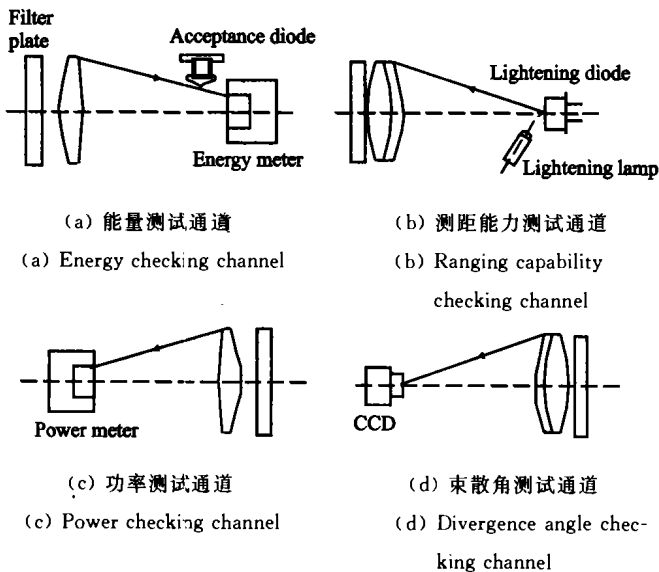 Filter
plate
Acceptance diode
Energy meter
(a) 能量测试通道
(a) Energy checking channel
Lightening diode
Lightening lamp
(b) 测距能力测试通道
(b) Ranging capability
checking channel
Power meter
(c) 功率测试通道
(c) Power checking channel
CCD
(d) 束散角测试通道
(d) Divergence angle chec-
king channel